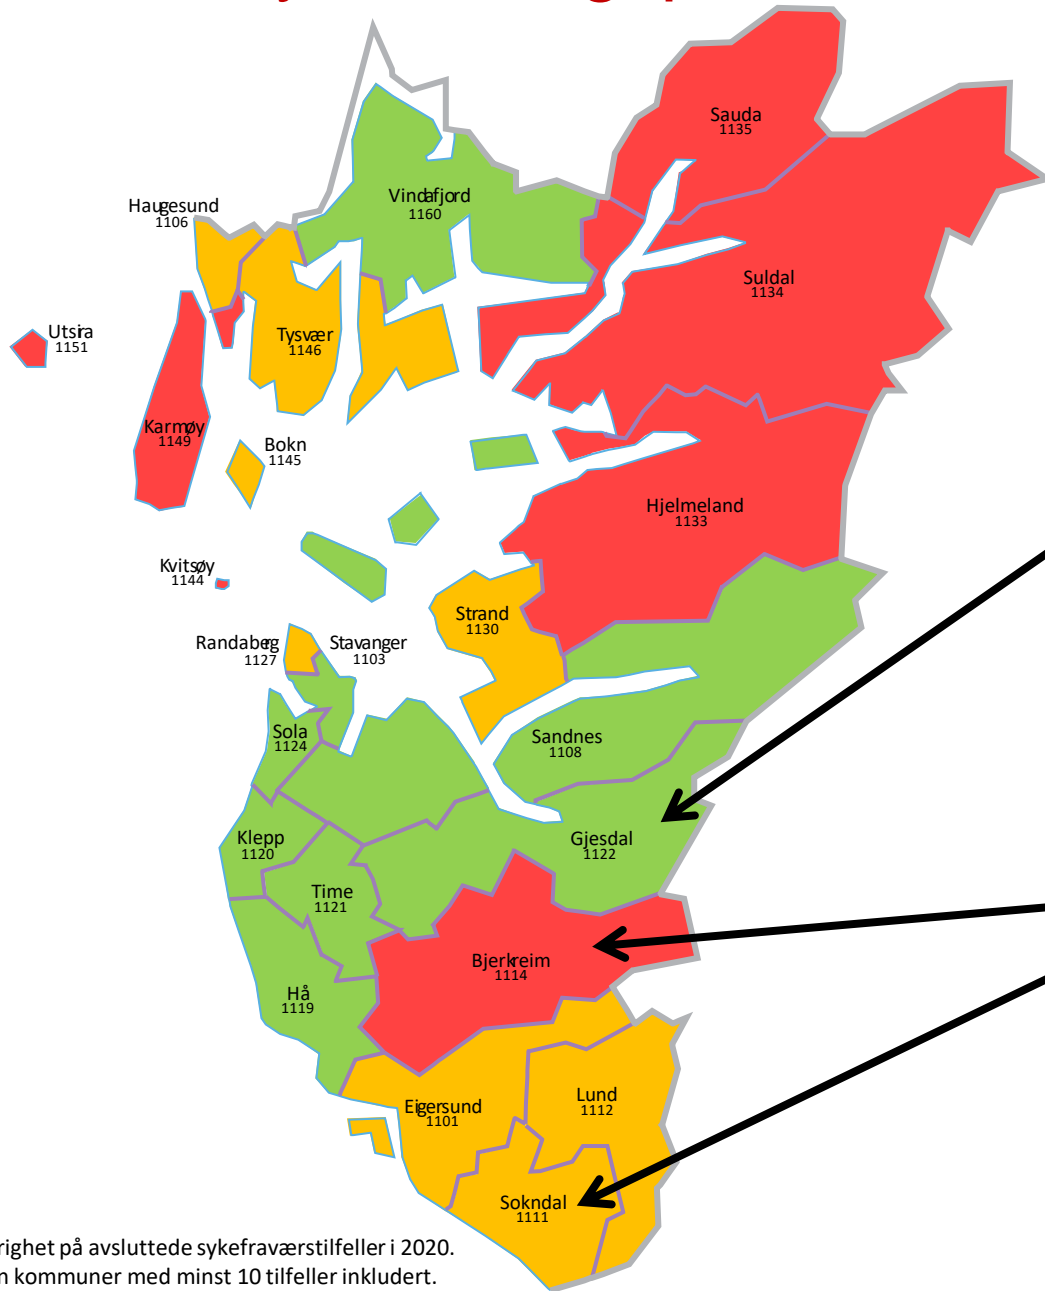 Sauda
1135
Vindafjord
1160
Haugesund
1106
Suldal
1134
Utsira
1151
Tysvær
1146
Karmøy
1149
Bokn
1145
Hjelmeland
1133
Kvitsøy
1144
Strand
1130
Randaberg
1127
Stavanger
1103
Sola
1124
Sandnes
1108
Klepp
1120
Gjesdal
1122
Time
1121
Bjerkreim
1114
Hå
1119
Lund
1112
Eigersund
1101
Sokndal
1111
righet på avsluttede sykefraværstilfeller i 2020.
kommuner med minst 10 tilfeller inkludert.